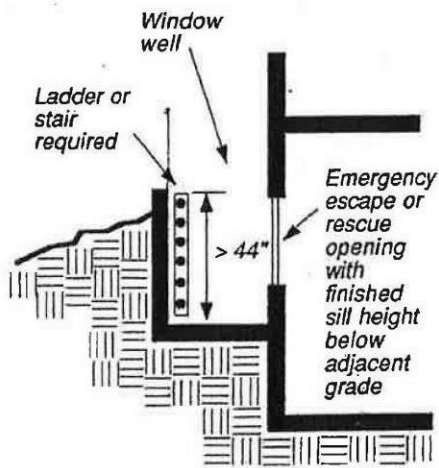 Window
well
Ladder or
stair
required
> 44"
Emergency
escape or
rescue
opening
with
finished
sill height
below
adjacent
grade